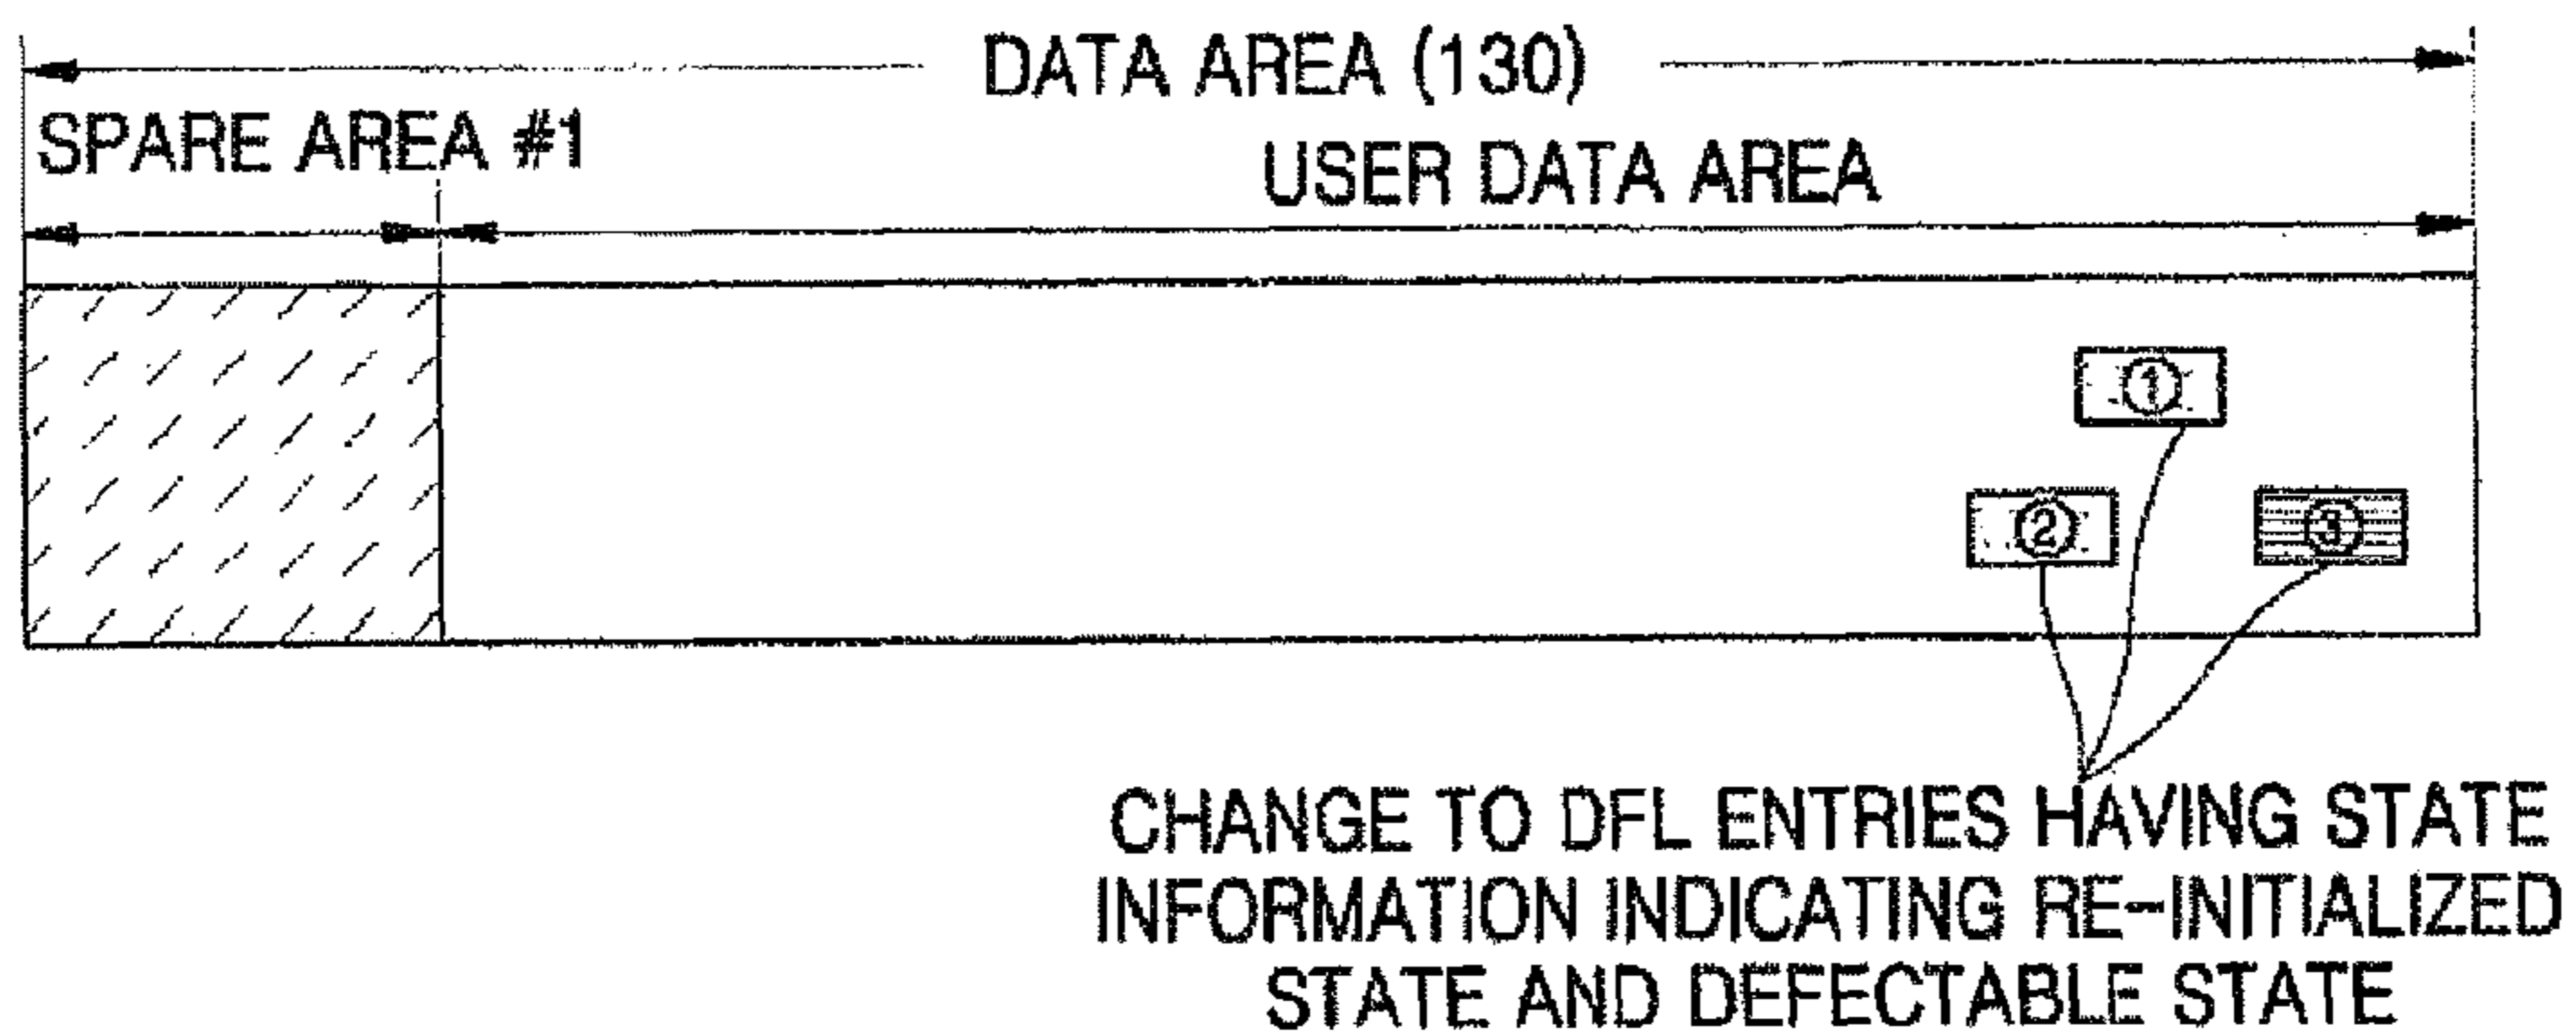 DATA AREA (130)
SPARE AREA #1
USER DATA AREA
①
②
③
CHANGE TO DFL ENTRIES HAVING STATE
INFORMATION INDICATING RE-INITIALIZED
STATE AND DEFECTABLE STATE